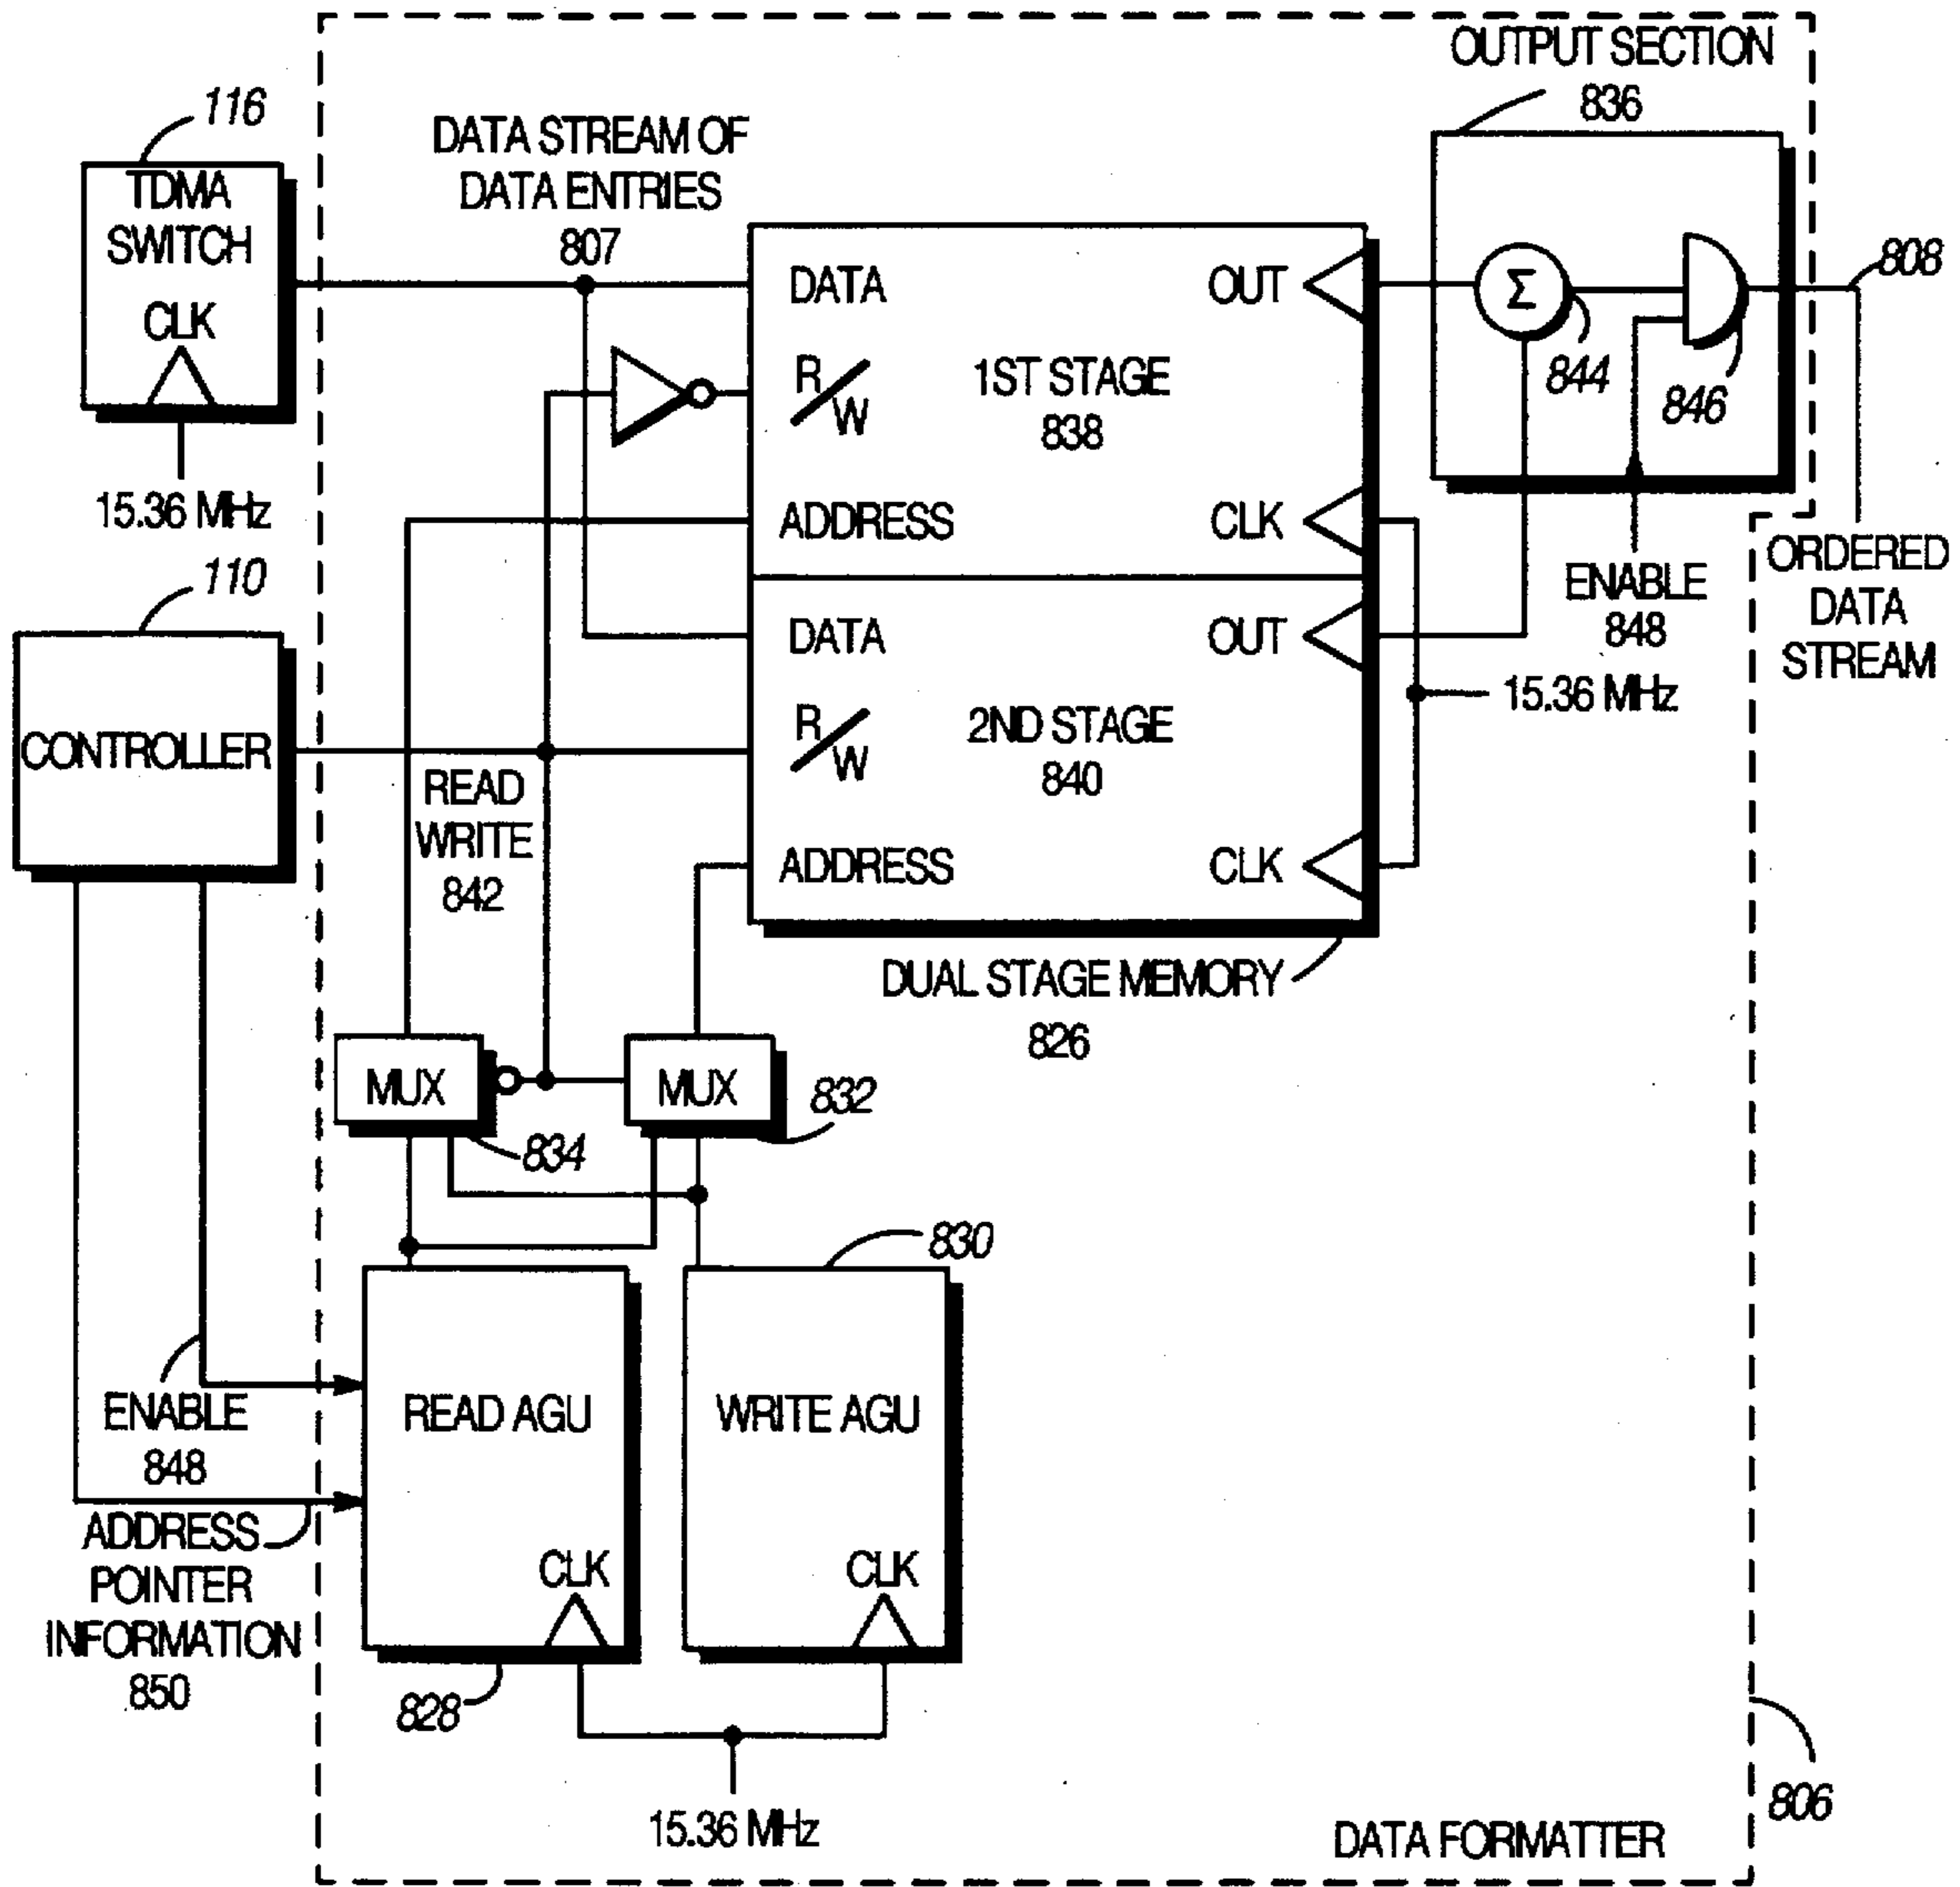 OUTPUT SECTION
836
116
TDMA
SWITCH
CLK
15.36 MHz
DATA STREAM OF
DATA ENTRIES
807
DATA
OUT
R/W
1ST STAGE
838
ADDRESS
CLK
DATA
OUT
R/W
2ND STAGE
840
ADDRESS
CLK
Σ
844
846
808
ENABLE
848
ORDERED
DATA
STREAM
15.36 MHz
110
CONTROLLER
READ
WRITE
842
DUAL STAGE MEMORY
826
MUX
834
MUX
832
830
READ AGU
CLK
828
WRITE AGU
CLK
ENABLE
848
ADDRESS
POINTER
INFORMATION
850
15.36 MHz
806
DATA FORMATTER